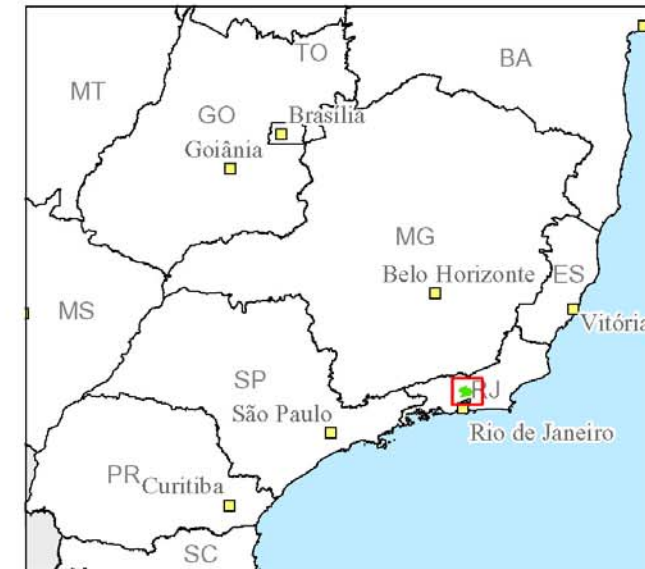 TO
BA
MT
GO
Brasília
Goiânia
MG
Belo Horizonte
ES
MS
Vitória
SP
RJ
São Paulo
Rio de Janeiro
PR
Curitiba
SC